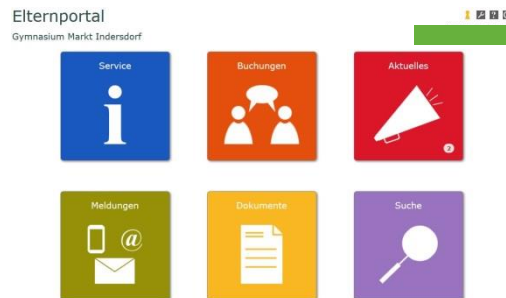 Elternportal
Gymnasium Markt Indersdorf
Service
Buchungen
Aktuelles
Meldungen
@
Dokumente
Suche